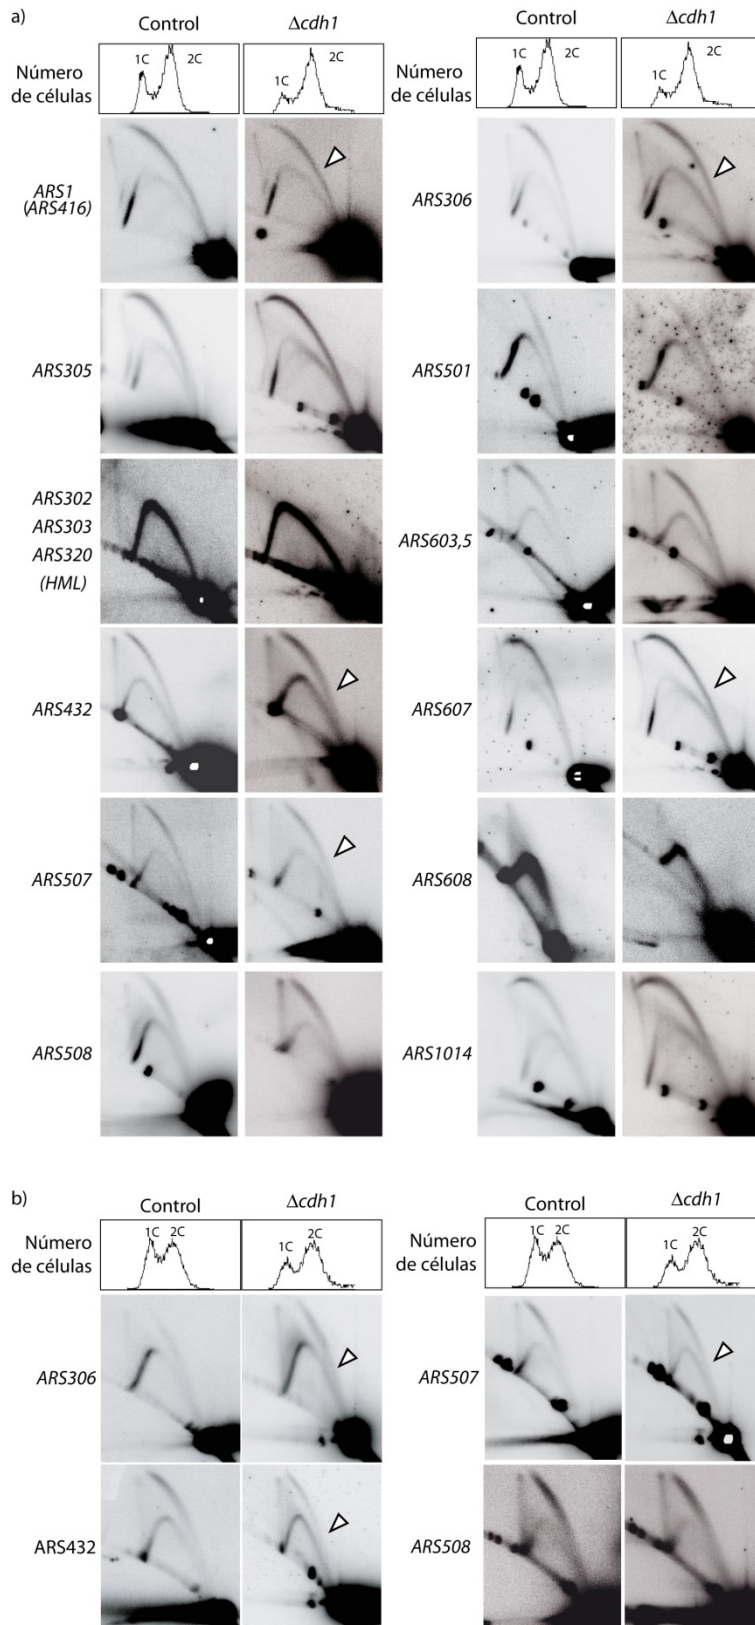 a)
Control
Δcdh1
Número
de células
1C
2C
1C
2C
ARS1
(ARS416)
ARS305
ARS302
ARS303
ARS320
(HML)
ARS432
ARS507
ARS508
Control
Δcdh1
Número
de células
1C
2C
1C
2C
ARS306
ARS501
ARS603,5
ARS607
ARS608
ARS1014
b)
Control
Δcdh1
Número
de células
1C
2C
1C
2C
ARS306
ARS432
Control
Δcdh1
Número
de células
1C
2C
1C
2C
ARS507
ARS508